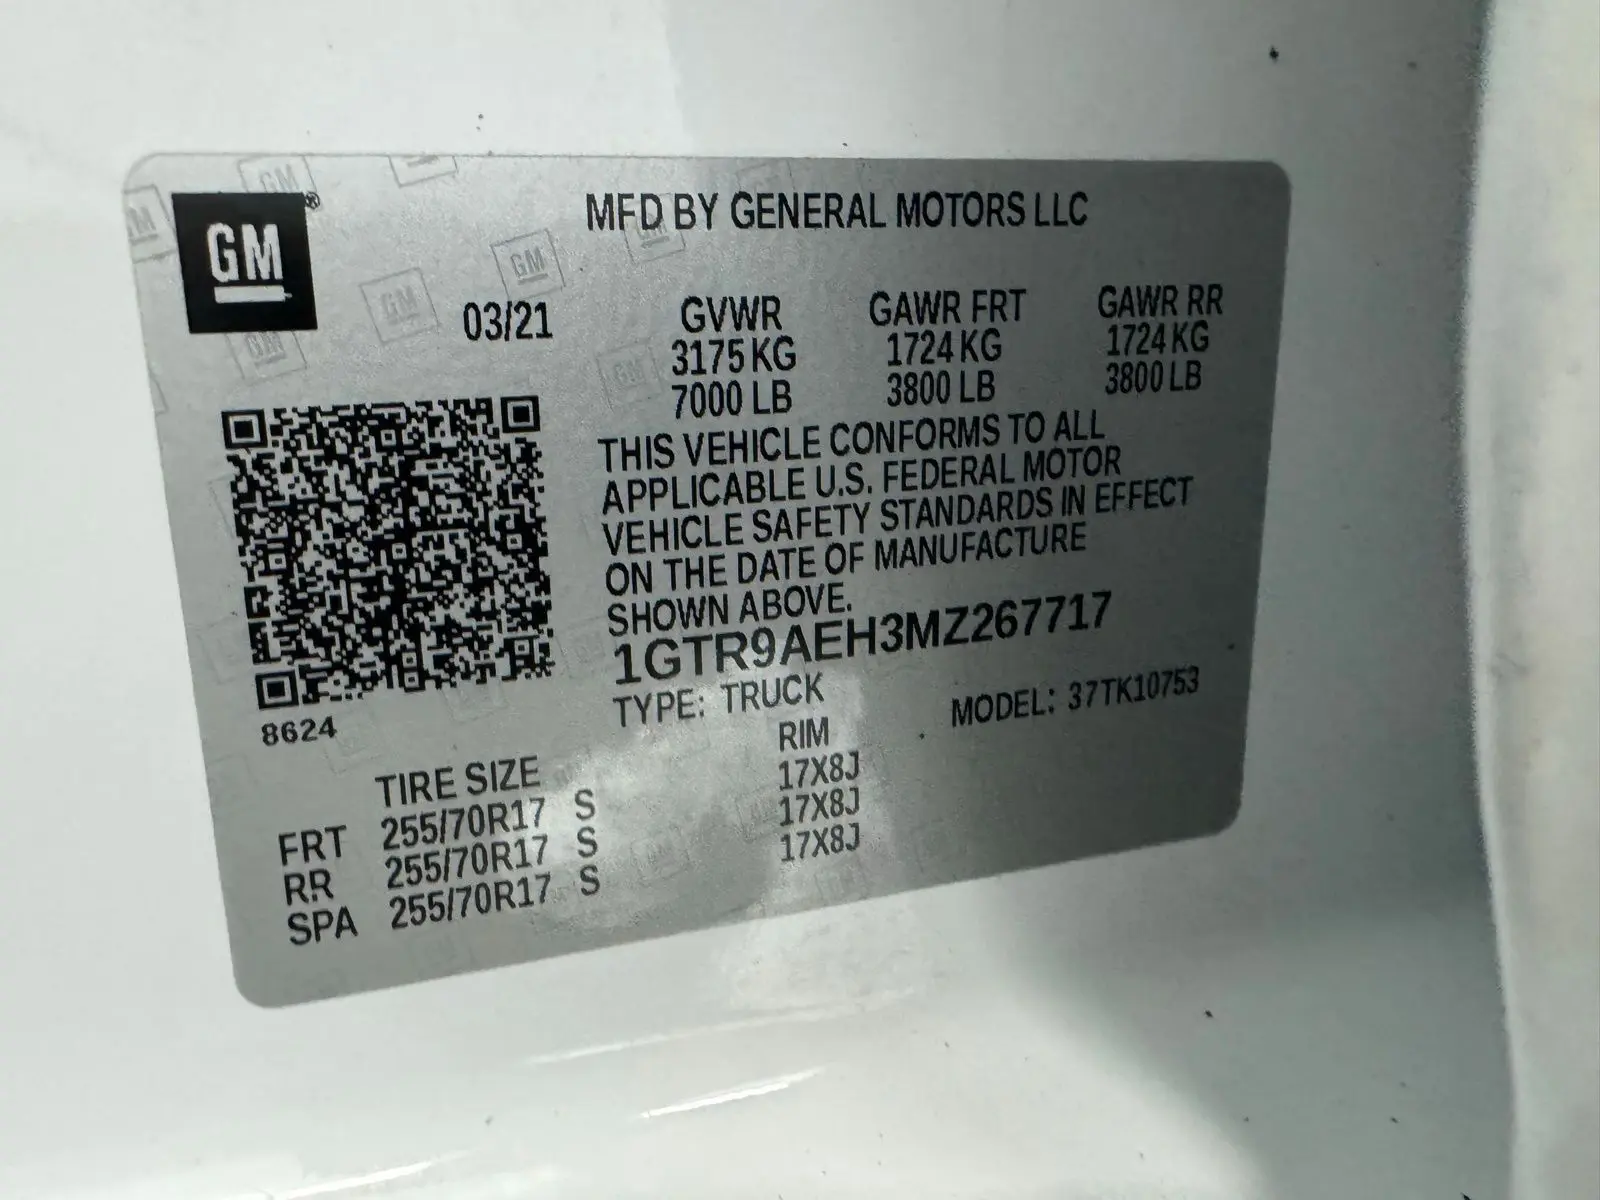 GM®
MFD BY GENERAL MOTORS LLC
03/21
GVWR GAWR FRT GAWR RR
3175 KG 1724 KG 1724 KG
7000 LB 3800 LB 3800 LB
THIS VEHICLE CONFORMS TO ALL
APPLICABLE U.S. FEDERAL MOTOR
VEHICLE SAFETY STANDARDS IN EFFECT
ON THE DATE OF MANUFACTURE
SHOWN ABOVE.
1GTR9AEH3MZ267717
TYPE: TRUCK MODEL: 37TK10753
8624
TIRE SIZE RIM
FRT 255/70R17 S 17X8J
RR 255/70R17 S 17X8J
SPA 255/70R17 S 17X8J